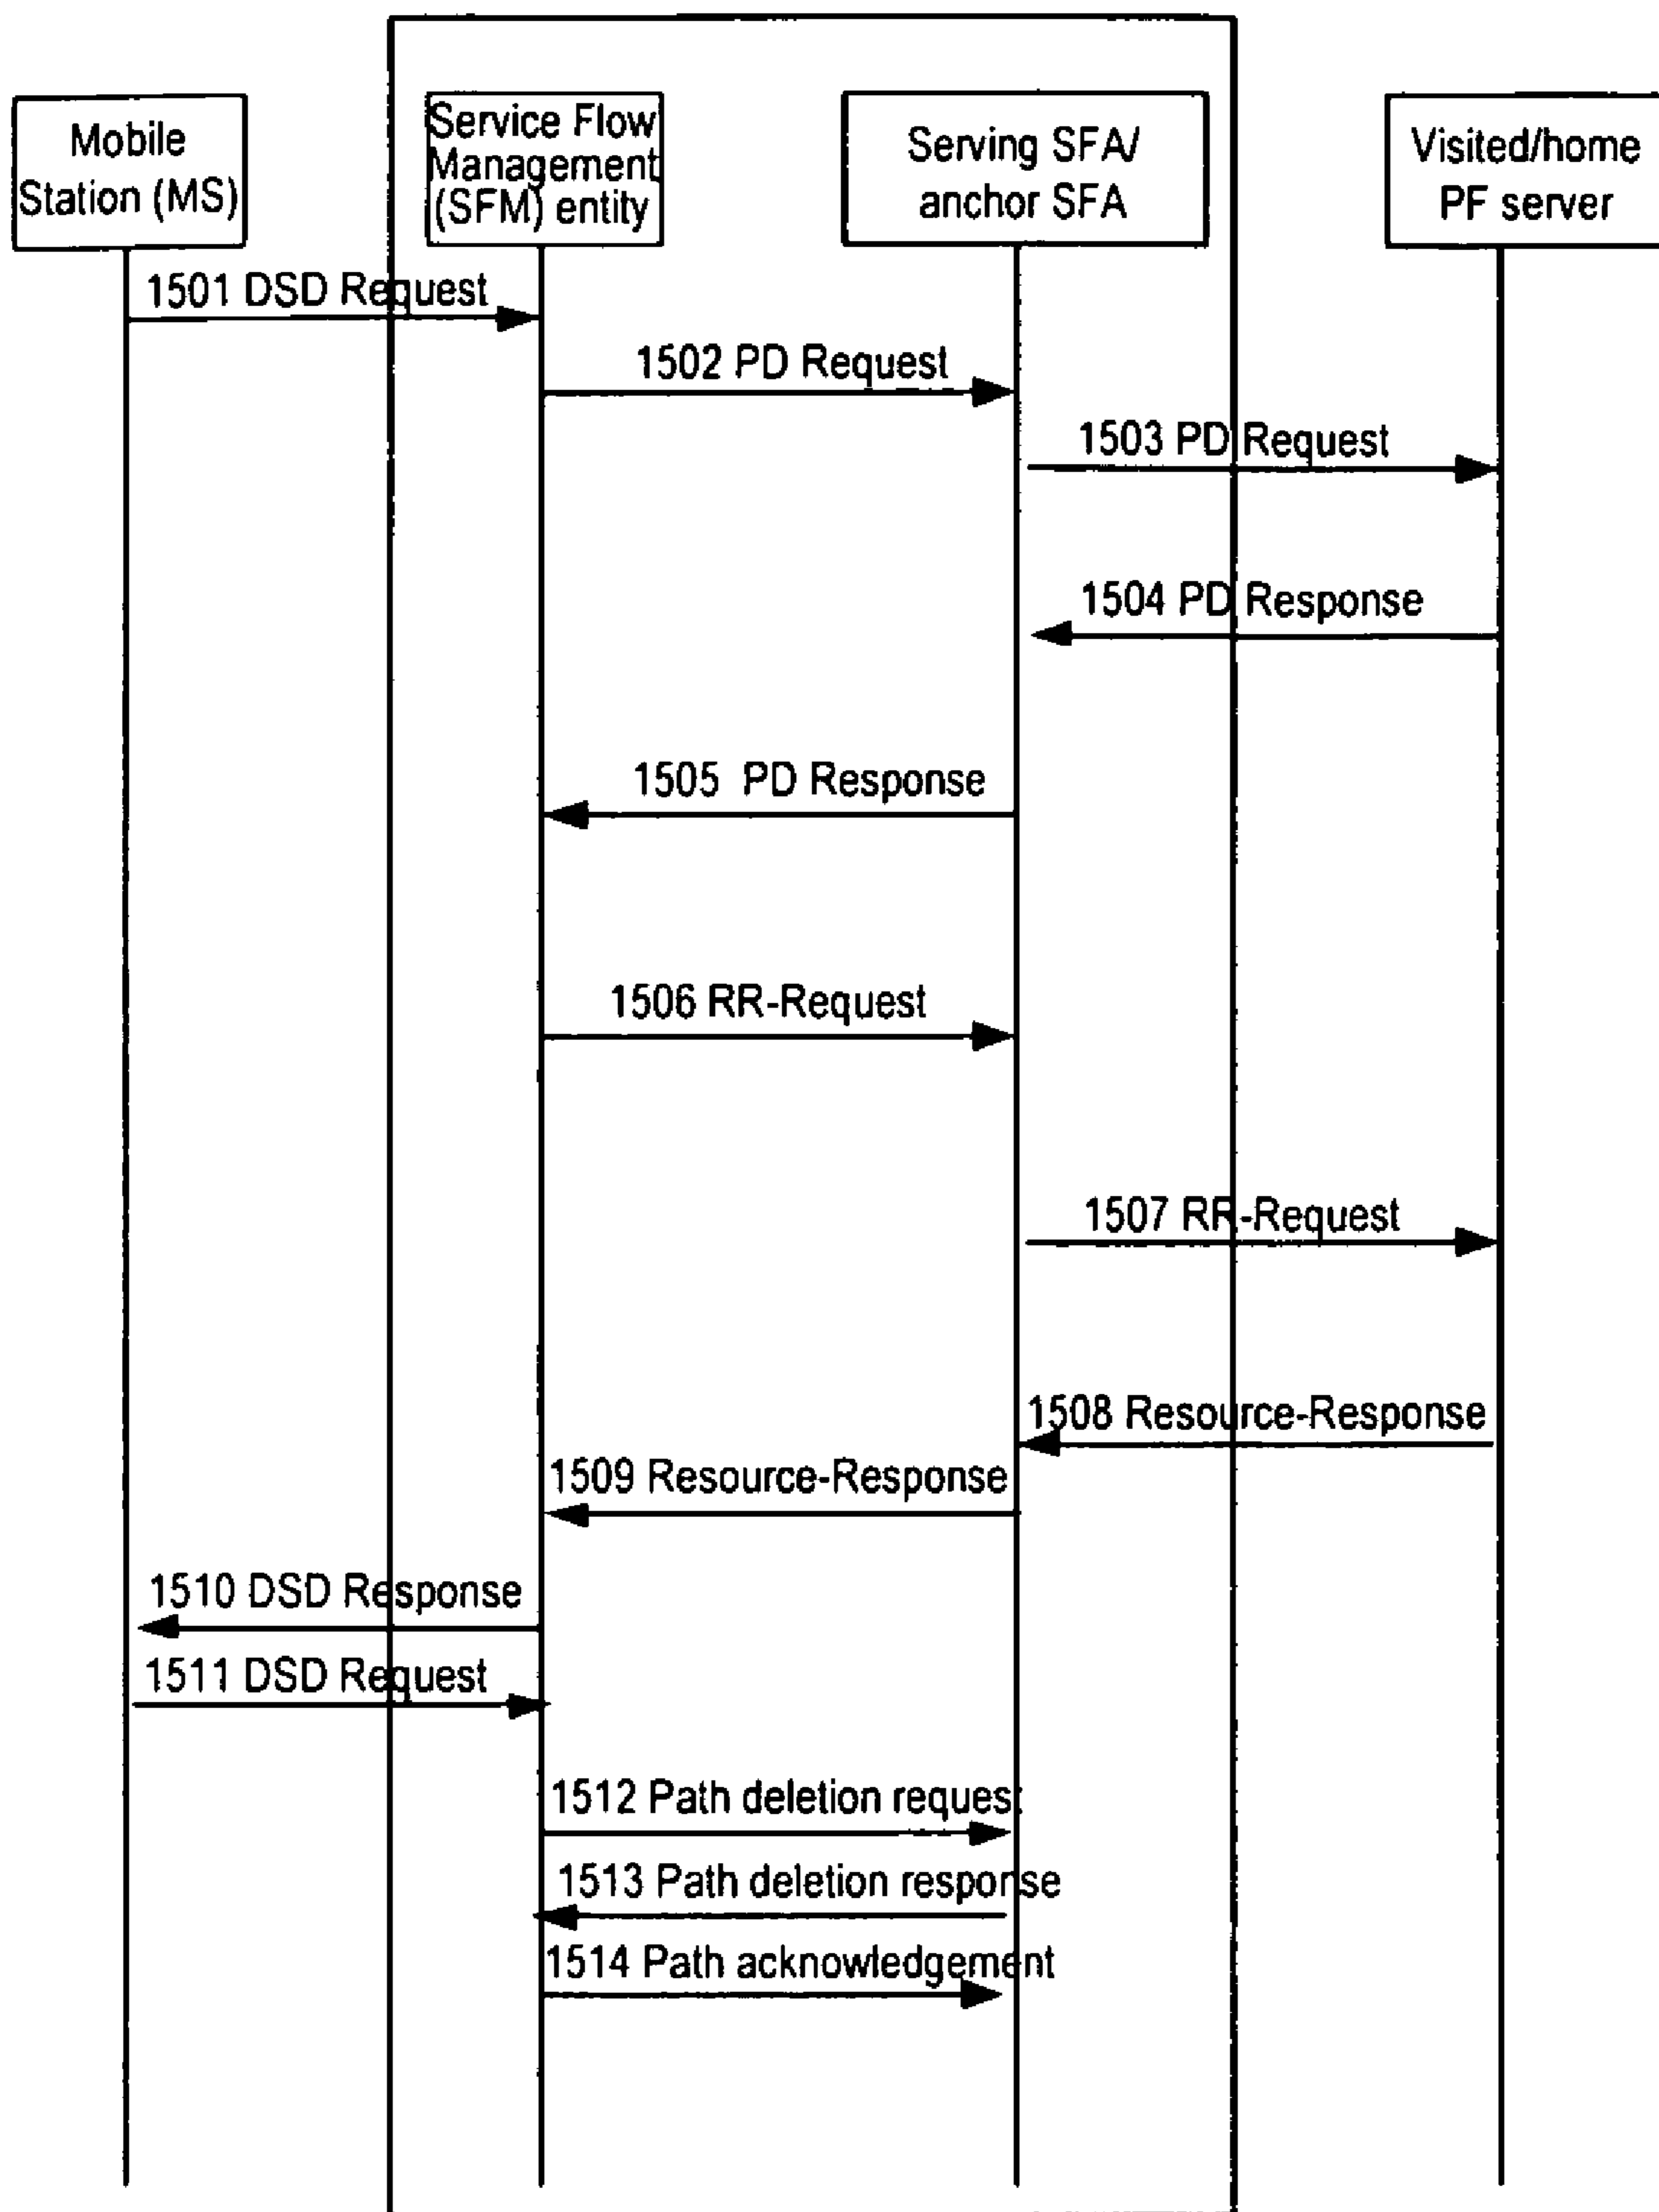 Mobile
Station (MS)
Service Flow
Management
(SFM) entity
Serving SFA/
anchor SFA
Visited/home
PF server
1501 DSD Request
1502 PD Request
1503 PD Request
1504 PD Response
1505 PD Response
1506 RR-Request
1507 RR-Request
1508 Resource-Response
1509 Resource-Response
1510 DSD Response
1511 DSD Request
1512 Path deletion request
1513 Path deletion response
1514 Path acknowledgement